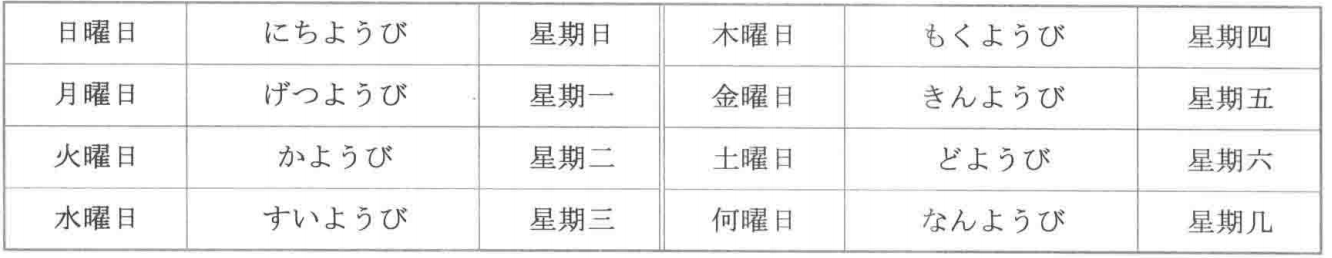 日曜日 にちようび 星期日 木曜日 もくようび 星期四
月曜日 げつようび 星期一 金曜日 きんようび 星期五
火曜日 かようび 星期二 土曜日 どようび 星期六
水曜日 すいようび 星期三 何曜日 なんようび 星期几